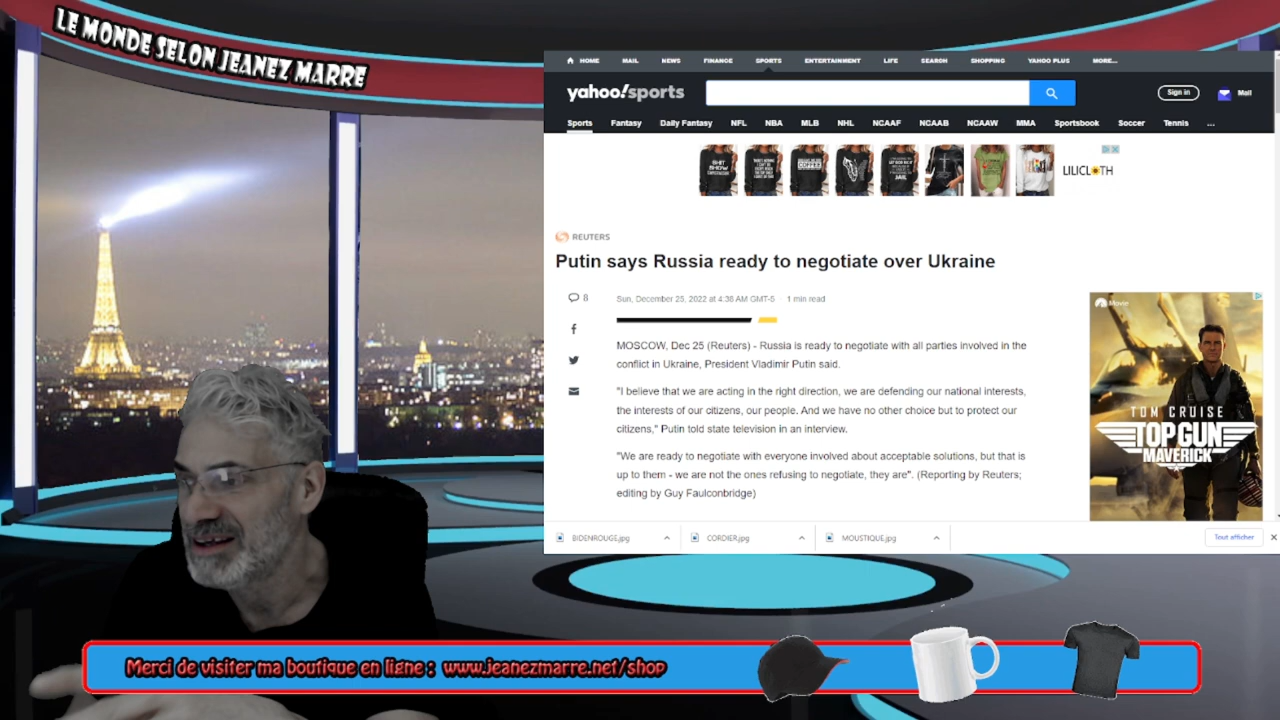 LE MONDE SELON JEANEZ MARRE
HOME MAIL NEWS FINANCE SPORTS ENTERTAINMENT LIFE SEARCH SHOPPING YAHOO PLUS MORE...
yahoo!sports
Sign in
Mail
Sports Fantasy Daily Fantasy NFL NBA MLB NHL NCAAF NCAAB NCAAW MMA Sportsbook Soccer Tennis ...
LILICLOTH
REUTERS
Putin says Russia ready to negotiate over Ukraine
8
Sun, December 25, 2022 at 4:36 AM GMT-5 · 1 min read
MOSCOW, Dec 25 (Reuters) - Russia is ready to negotiate with all parties involved in the
conflict in Ukraine, President Vladimir Putin said.
"I believe that we are acting in the right direction, we are defending our national interests,
the interests of our citizens, our people. And we have no other choice but to protect our
citizens," Putin told state television in an interview.
"We are ready to negotiate with everyone involved about acceptable solutions, but that is
up to them - we are not the ones refusing to negotiate, they are". (Reporting by Reuters;
editing by Guy Faulconbridge)
Movie
TOM CRUISE
TOP GUN
MAVERICK
BIDENROUGE.jpg
CORDIER.jpg
MOUSTIQUE.jpg
Tout afficher
Merci de visiter ma boutique en ligne : www.jeanezmarre.net/shop